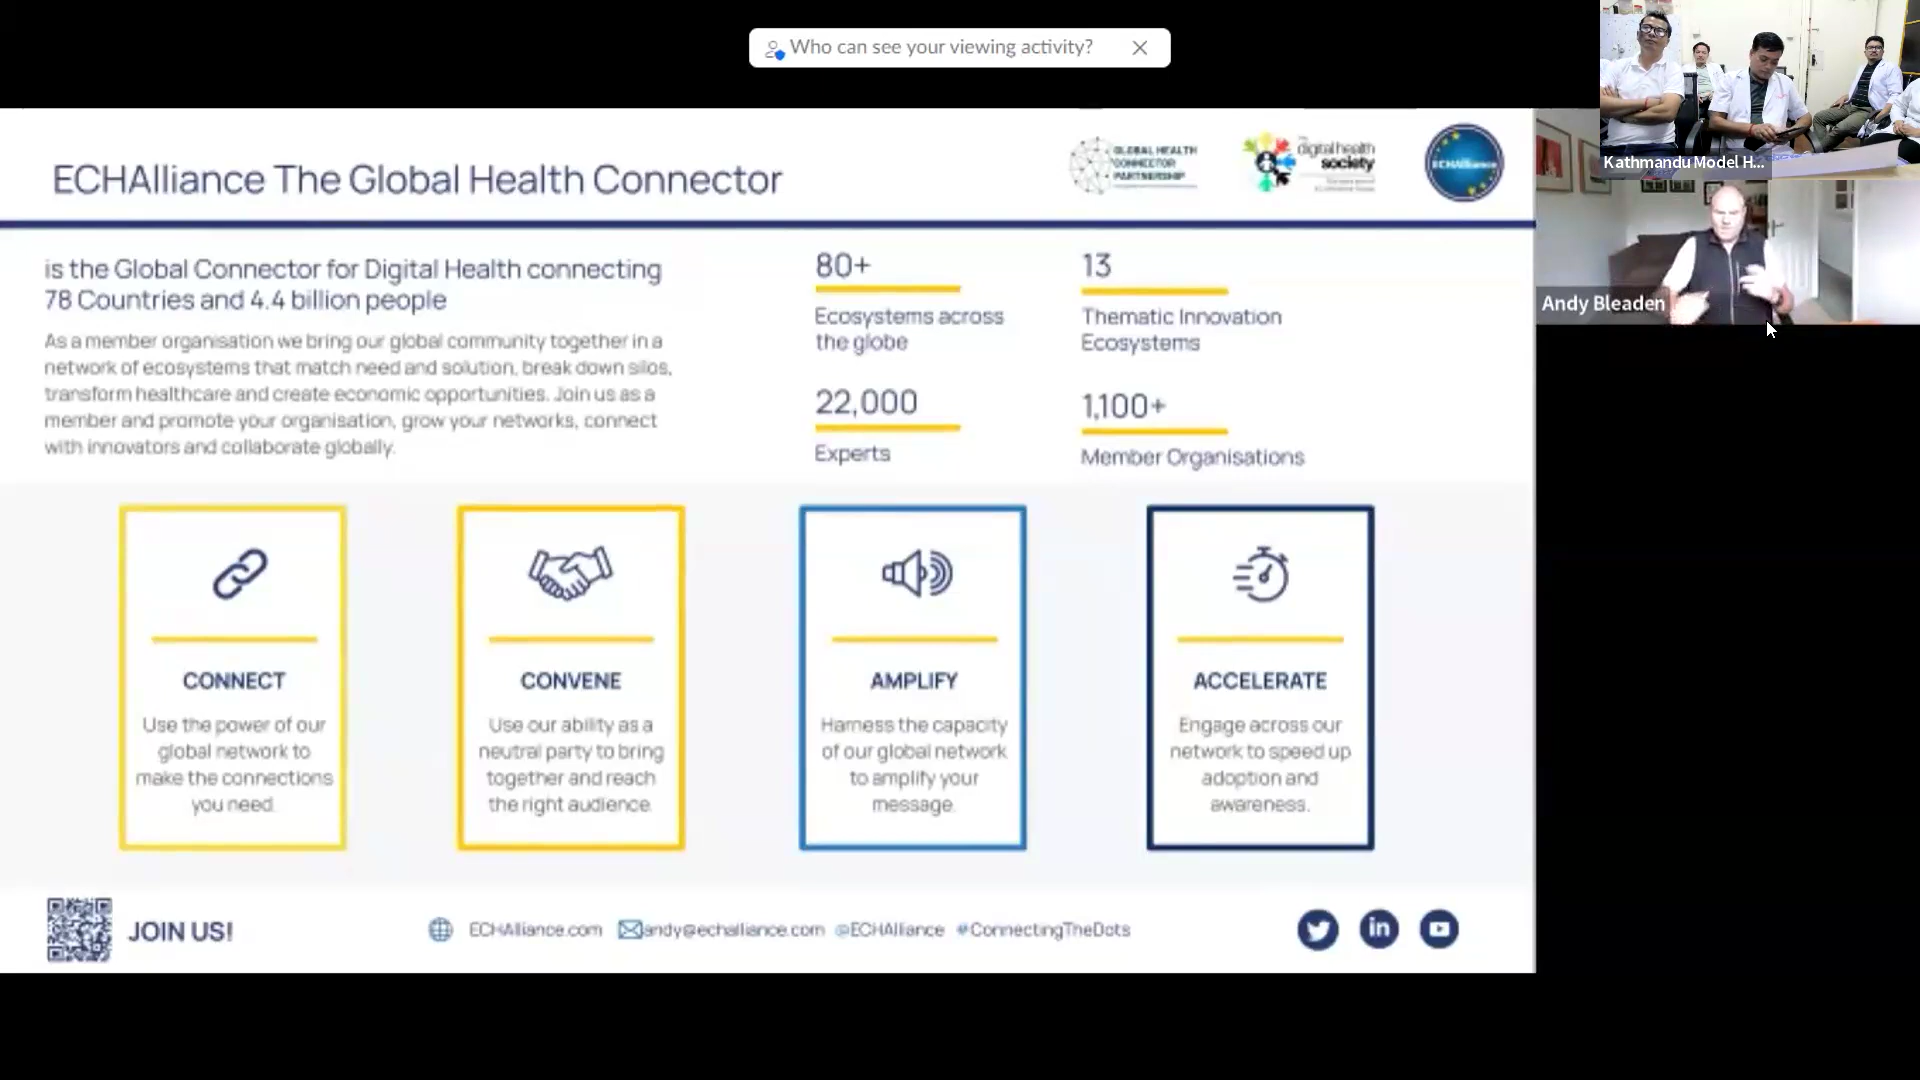 Who can see your viewing activity?
Kathmandu Model H...
Andy Bleaden
ECHAlliance The Global Health Connector
GLOBAL HEALTH
CONNECTOR
PARTNERSHIP
the
digitalhealth
society
ECHAlliance
is the Global Connector for Digital Health connecting
78 Countries and 4.4 billion people
As a member organisation we bring our global community together in a
network of ecosystems that match need and solution, break down silos,
transform healthcare and create economic opportunities. Join us as a
member and promote your organisation, grow your networks, connect
with innovators and collaborate globally.
80+
Ecosystems across
the globe
13
Thematic Innovation
Ecosystems
22,000
Experts
1,100+
Member Organisations
CONNECT
Use the power of our
global network to
make the connections
you need.
CONVENE
Use our ability as a
neutral party to bring
together and reach
the right audience.
AMPLIFY
Harness the capacity
of our global network
to amplify your
message.
ACCELERATE
Engage across our
network to speed up
adoption and
awareness.
JOIN US!
ECHAlliance.com andy@echalliance.com @ECHAlliance #ConnectingTheDots